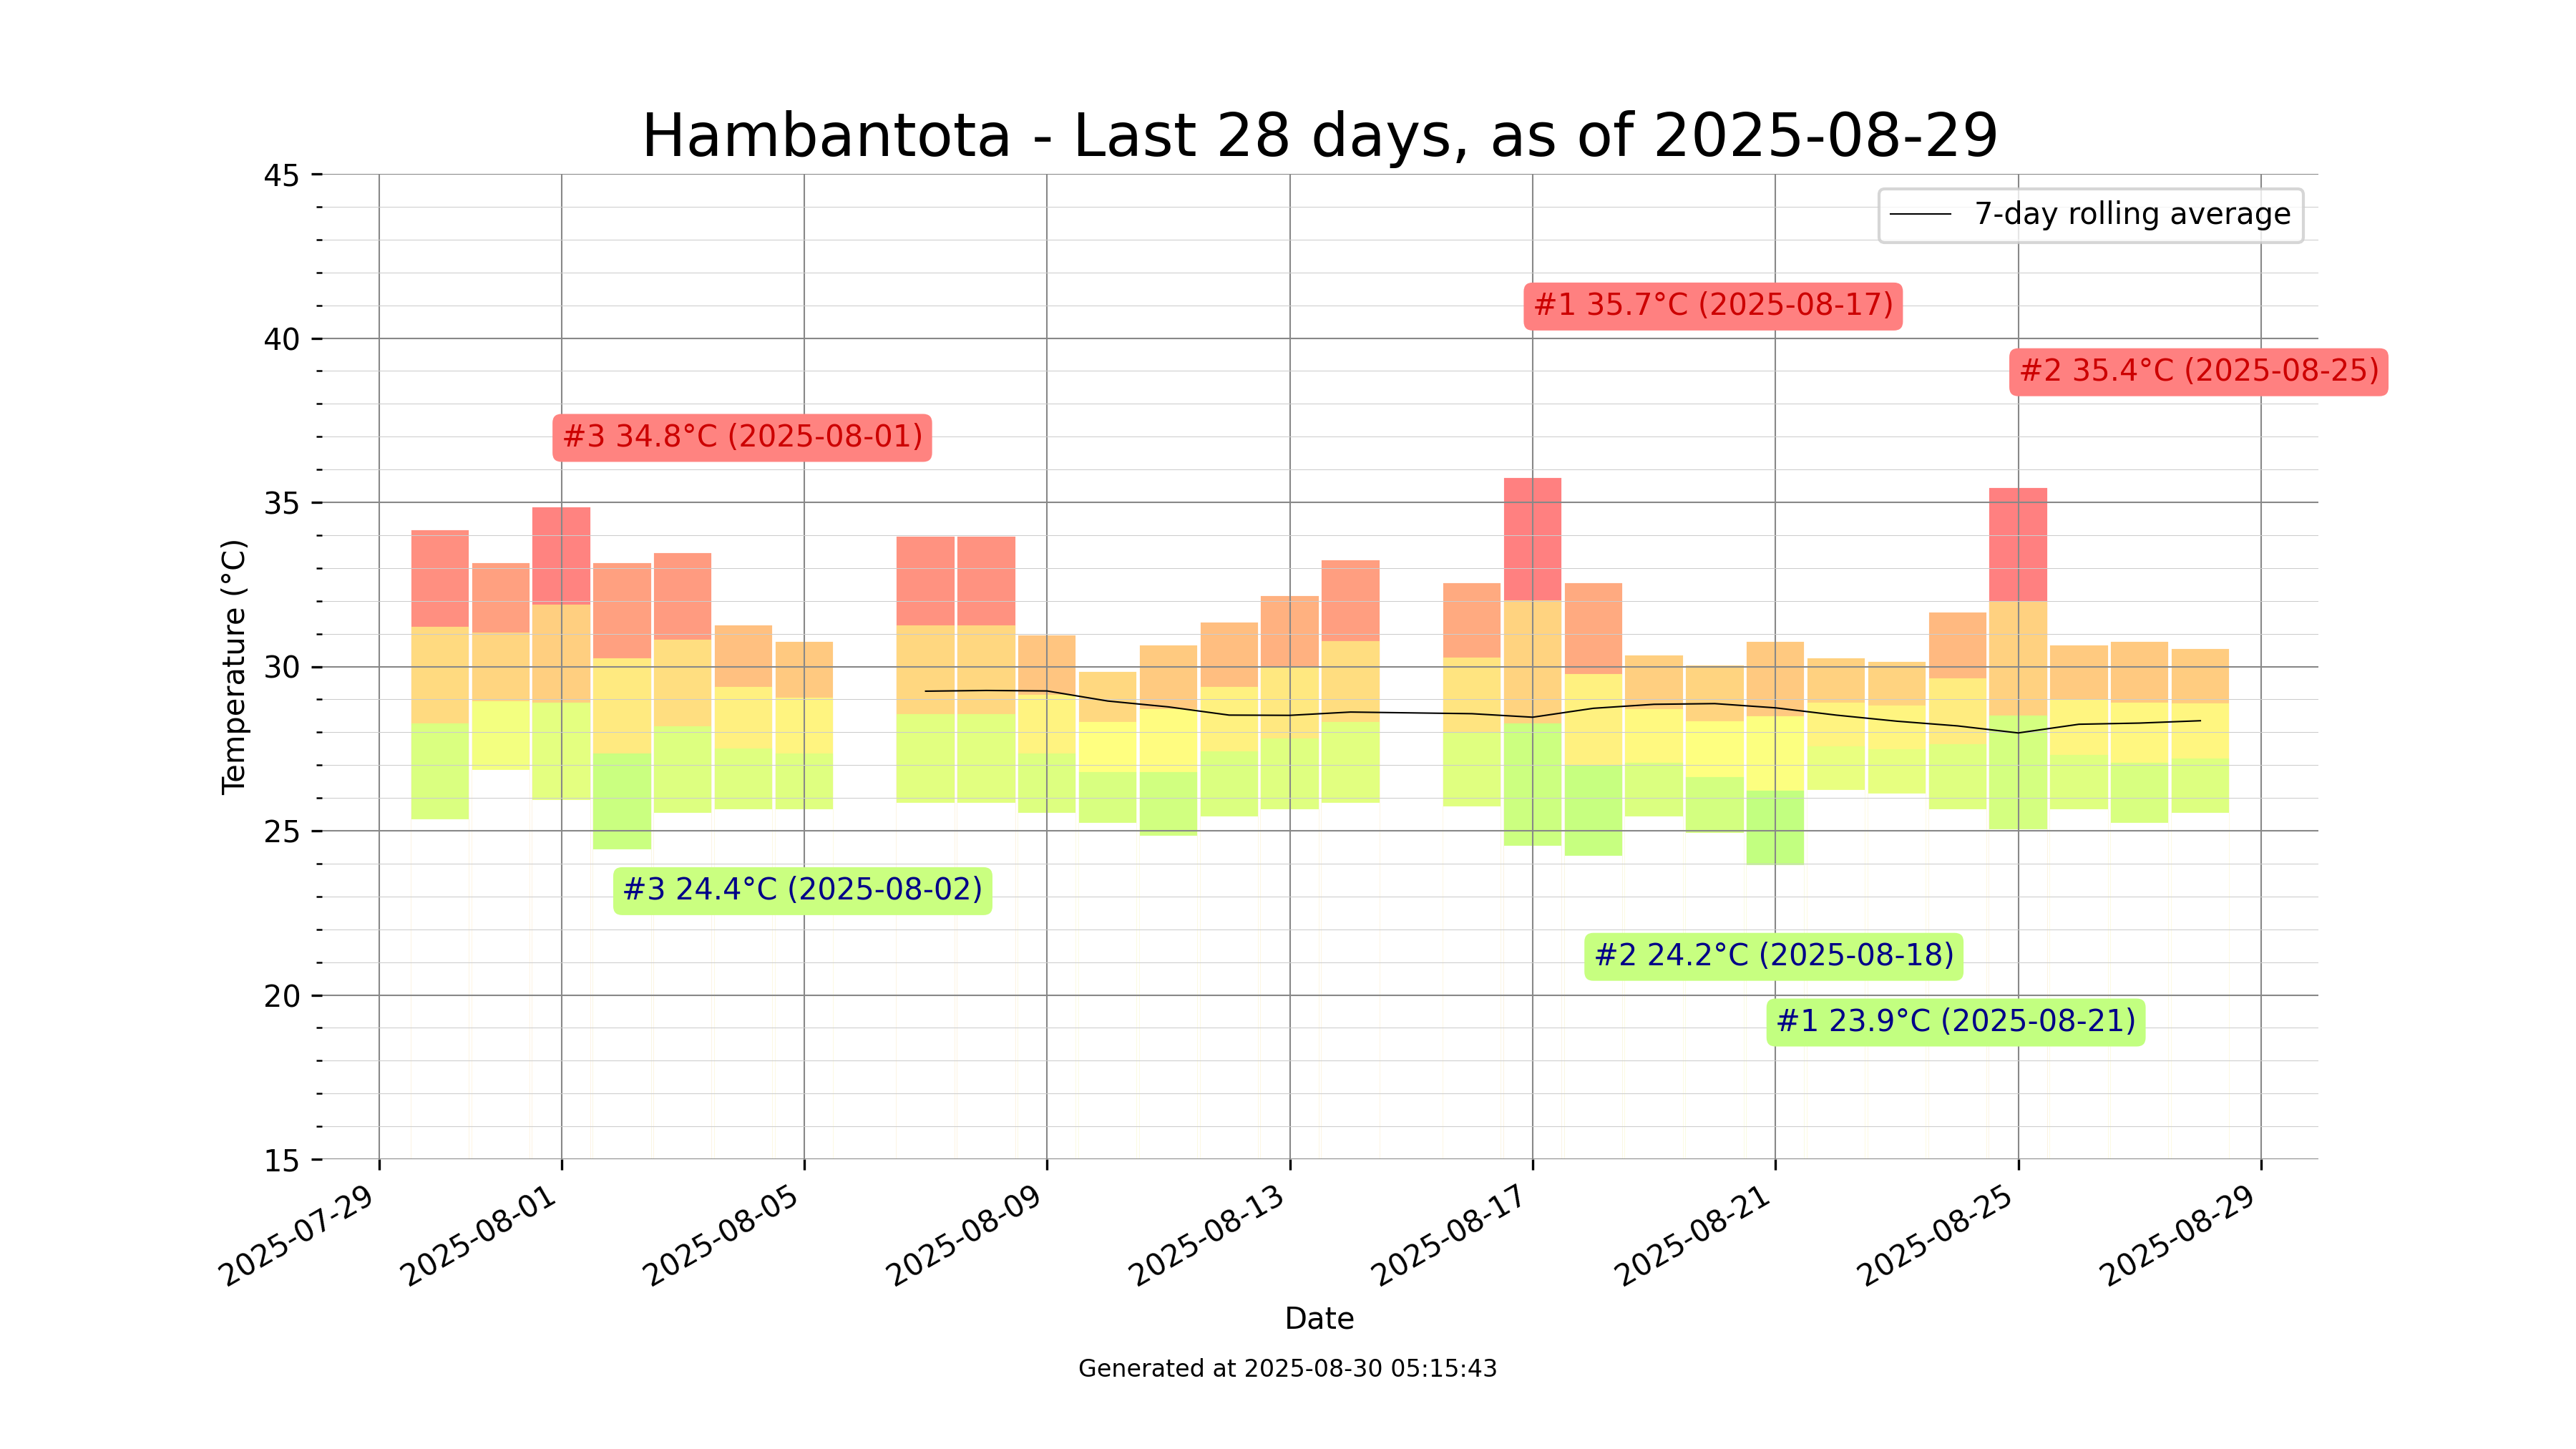 Hambantota - Last 28 days, as of 2025-08-29
45
7-day rolling average
#1 35.7°C (2025-08-17)
40
#2 35.4°C (2025-08-25)
#3 34.8°C (2025-08-01)
35
Temperature (°C)
30
25
#3 24.4°C (2025-08-02)
#2 24.2°C (2025-08-18)
20
#1 23.9°C (2025-08-21)
15
2025-07-29
2025-08-01
2025-08-05
2025-08-09
2025-08-13
2025-08-17
2025-08-21
2025-08-25
2025-08-29
Date
Generated at 2025-08-30 05:15:43